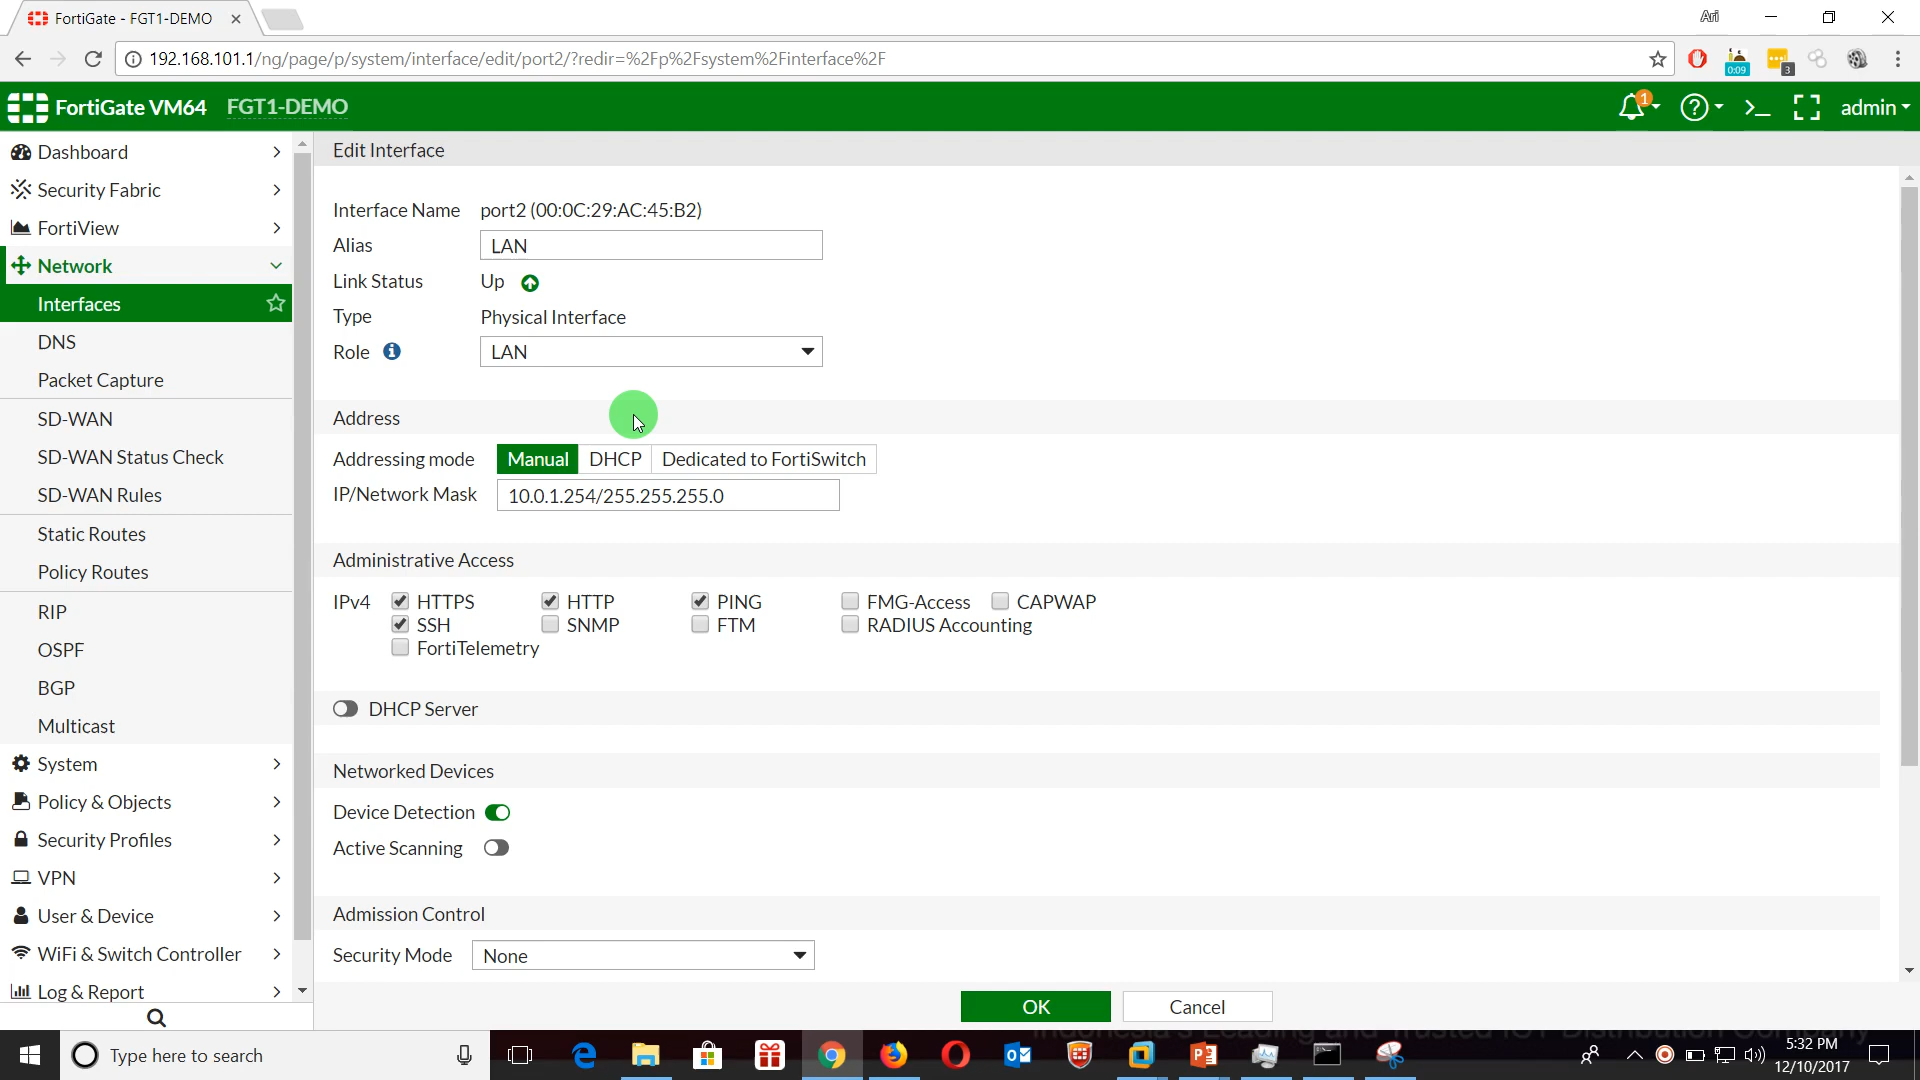 FortiGate - FGT1-DEMO
Ari
192.168.101.1/ng/page/p/system/interface/edit/port2/?redir=%2Fp%2Fsystem%2Finterface%2F
0:09
3
FortiGate VM64 FGT1-DEMO
1
admin
Dashboard
Security Fabric
FortiView
Network
Interfaces
DNS
Packet Capture
SD-WAN
SD-WAN Status Check
SD-WAN Rules
Static Routes
Policy Routes
RIP
OSPF
BGP
Multicast
System
Policy & Objects
Security Profiles
VPN
User & Device
WiFi & Switch Controller
Log & Report
Edit Interface
Interface Name port2 (00:0C:29:AC:45:B2)
Alias LAN
Link Status Up
Type Physical Interface
Role LAN
Address
Addressing mode Manual DHCP Dedicated to FortiSwitch
IP/Network Mask 10.0.1.254/255.255.255.0
Administrative Access
IPv4 HTTPS HTTP PING FMG-Access CAPWAP
SSH SNMP FTM RADIUS Accounting
FortiTelemetry
DHCP Server
Networked Devices
Device Detection
Active Scanning
Admission Control
Security Mode None
OK Cancel
Type here to search
5:32 PM
12/10/2017